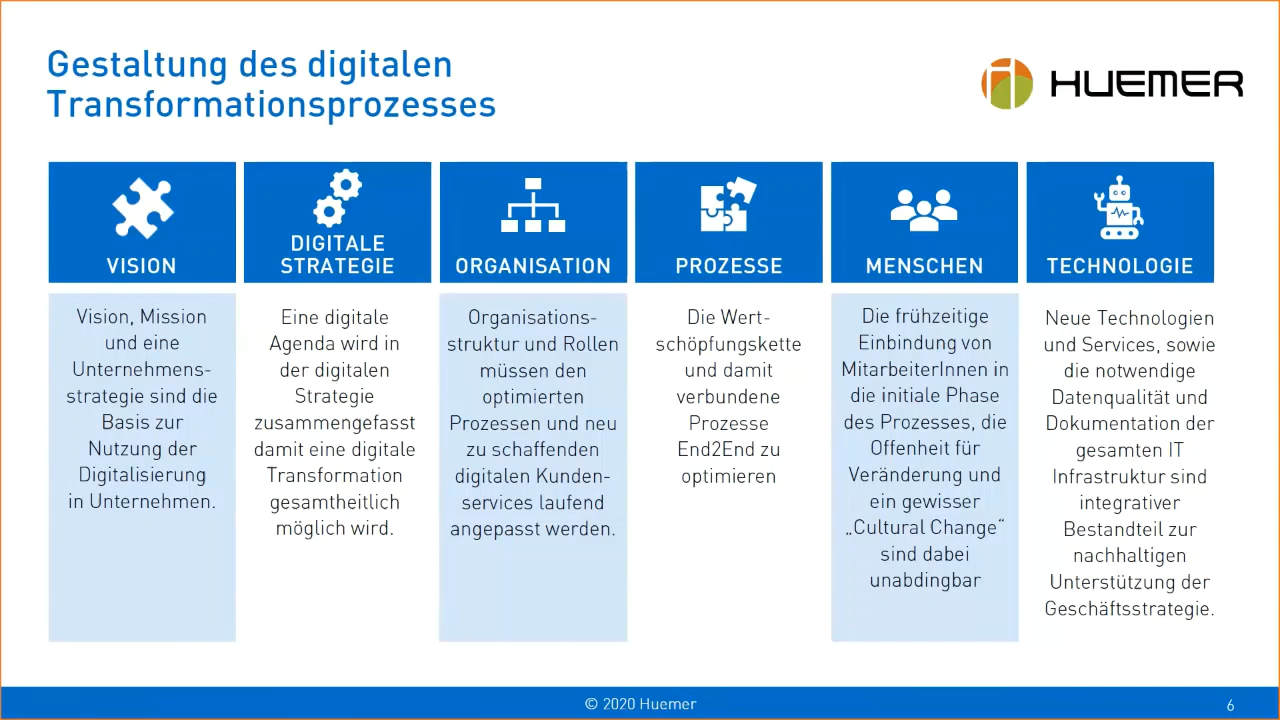 Gestaltung des digitalen
Transformationsprozesses
HUEMER
VISION
Vision, Mission
und eine
Unternehmens-
strategie sind die
Basis zur
Nutzung der
Digitalisierung
in Unternehmen.
DIGITALE
STRATEGIE
Eine digitale
Agenda wird in
der digitalen
Strategie
zusammengefasst
damit eine digitale
Transformation
gesamtheitlich
möglich wird.
ORGANISATION
Organisations-
struktur und Rollen
müssen den
optimierten
Prozessen und neu
zu schaffenden
digitalen Kunden-
services laufend
angepasst werden.
PROZESSE
Die Wert-
schöpfungskette
und damit
verbundene
Prozesse
End2End zu
optimieren
MENSCHEN
Die frühzeitige
Einbindung von
MitarbeiterInnen in
die initiale Phase
des Prozesses, die
Offenheit für
Veränderung und
ein gewisser
„Cultural Change“
sind dabei
unabdingbar
TECHNOLOGIE
Neue Technologien
und Services, sowie
die notwendige
Datenqualität und
Dokumentation der
gesamten IT
Infrastruktur sind
integrativer
Bestandteil zur
nachhaltigen
Unterstützung der
Geschäftsstrategie.
© 2020 Huemer
6